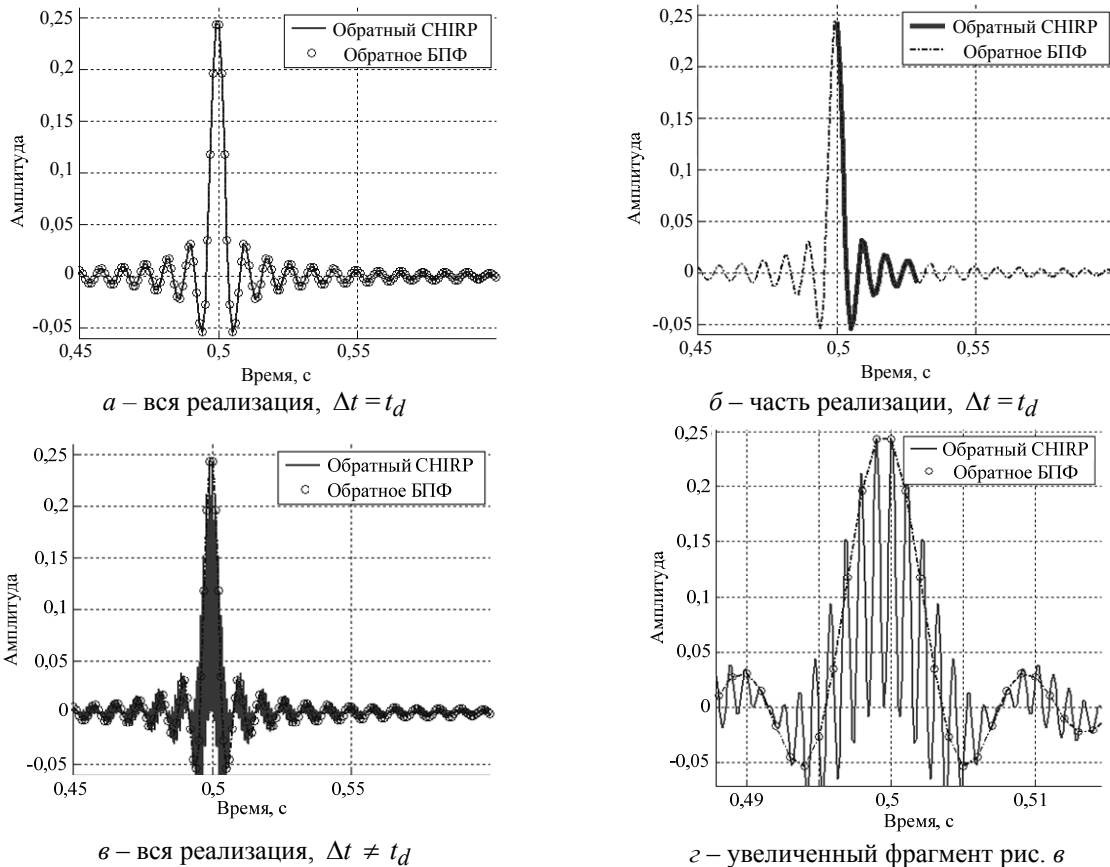 0,25
0,2
0,15
0,1
0,05
0
-0,05
Амплитуда
Обратный CHIRP
Обратное БПФ
0,45
0,5
0,55
Время, с
а – вся реализация, Δt = t_d
0,25
0,2
0,15
0,1
0,05
0
-0,05
Амплитуда
Обратный CHIRP
Обратное БПФ
0,45
0,5
0,55
Время, с
б – часть реализации, Δt = t_d
0,25
0,2
0,15
0,1
0,05
0
-0,05
Амплитуда
Обратный CHIRP
Обратное БПФ
0,45
0,5
0,55
Время, с
в – вся реализация, Δt ≠ t_d
0,25
0,2
0,15
0,1
0,05
0
-0,05
Амплитуда
Обратный CHIRP
Обратное БПФ
0,49
0,5
0,51
Время, с
г – увеличенный фрагмент рис. в